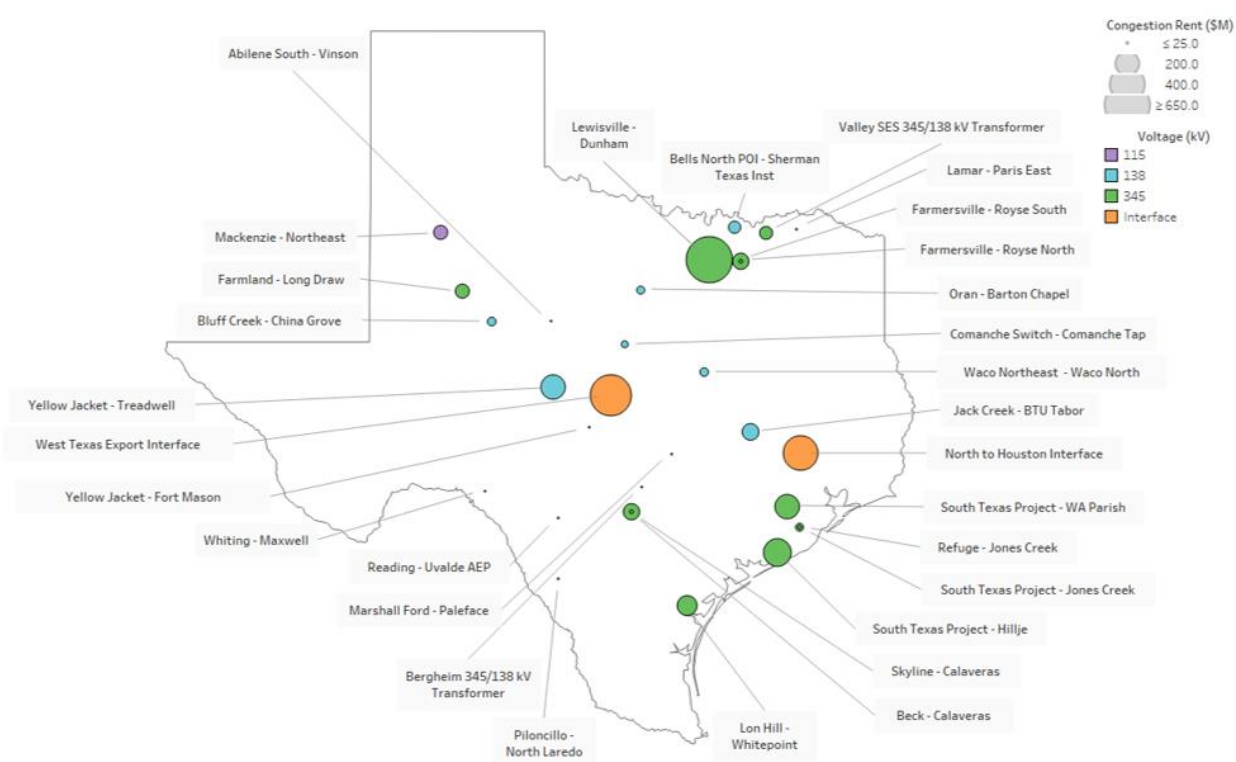 Congestion Rent ($M)
≤ 25.0
200.0
400.0
≥ 650.0
Voltage (kV)
115
138
345
Interface
Abilene South - Vinson
Lewisville -
Dunham
Valley SES 345/138 kV Transformer
Bells North POI - Sherman
Texas Inst
Lamar - Paris East
Farmersville - Royse South
Mackenzie - Northeast
Farmersville - Royse North
Farmland - Long Draw
Oran - Barton Chapel
Bluff Creek - China Grove
Comanche Switch - Comanche Tap
Waco Northeast - Waco North
Yellow Jacket - Treadwell
Jack Creek - BTU Tabor
West Texas Export Interface
North to Houston Interface
Yellow Jacket - Fort Mason
South Texas Project - WA Parish
Whiting - Maxwell
Refuge - Jones Creek
Reading - Uvalde AEP
South Texas Project - Jones Creek
Marshall Ford - Paleface
South Texas Project - Hillje
Bergheim 345/138 kV
Transformer
Skyline - Calaveras
Beck - Calaveras
Piloncillo -
North Laredo
Lon Hill -
Whitepoint